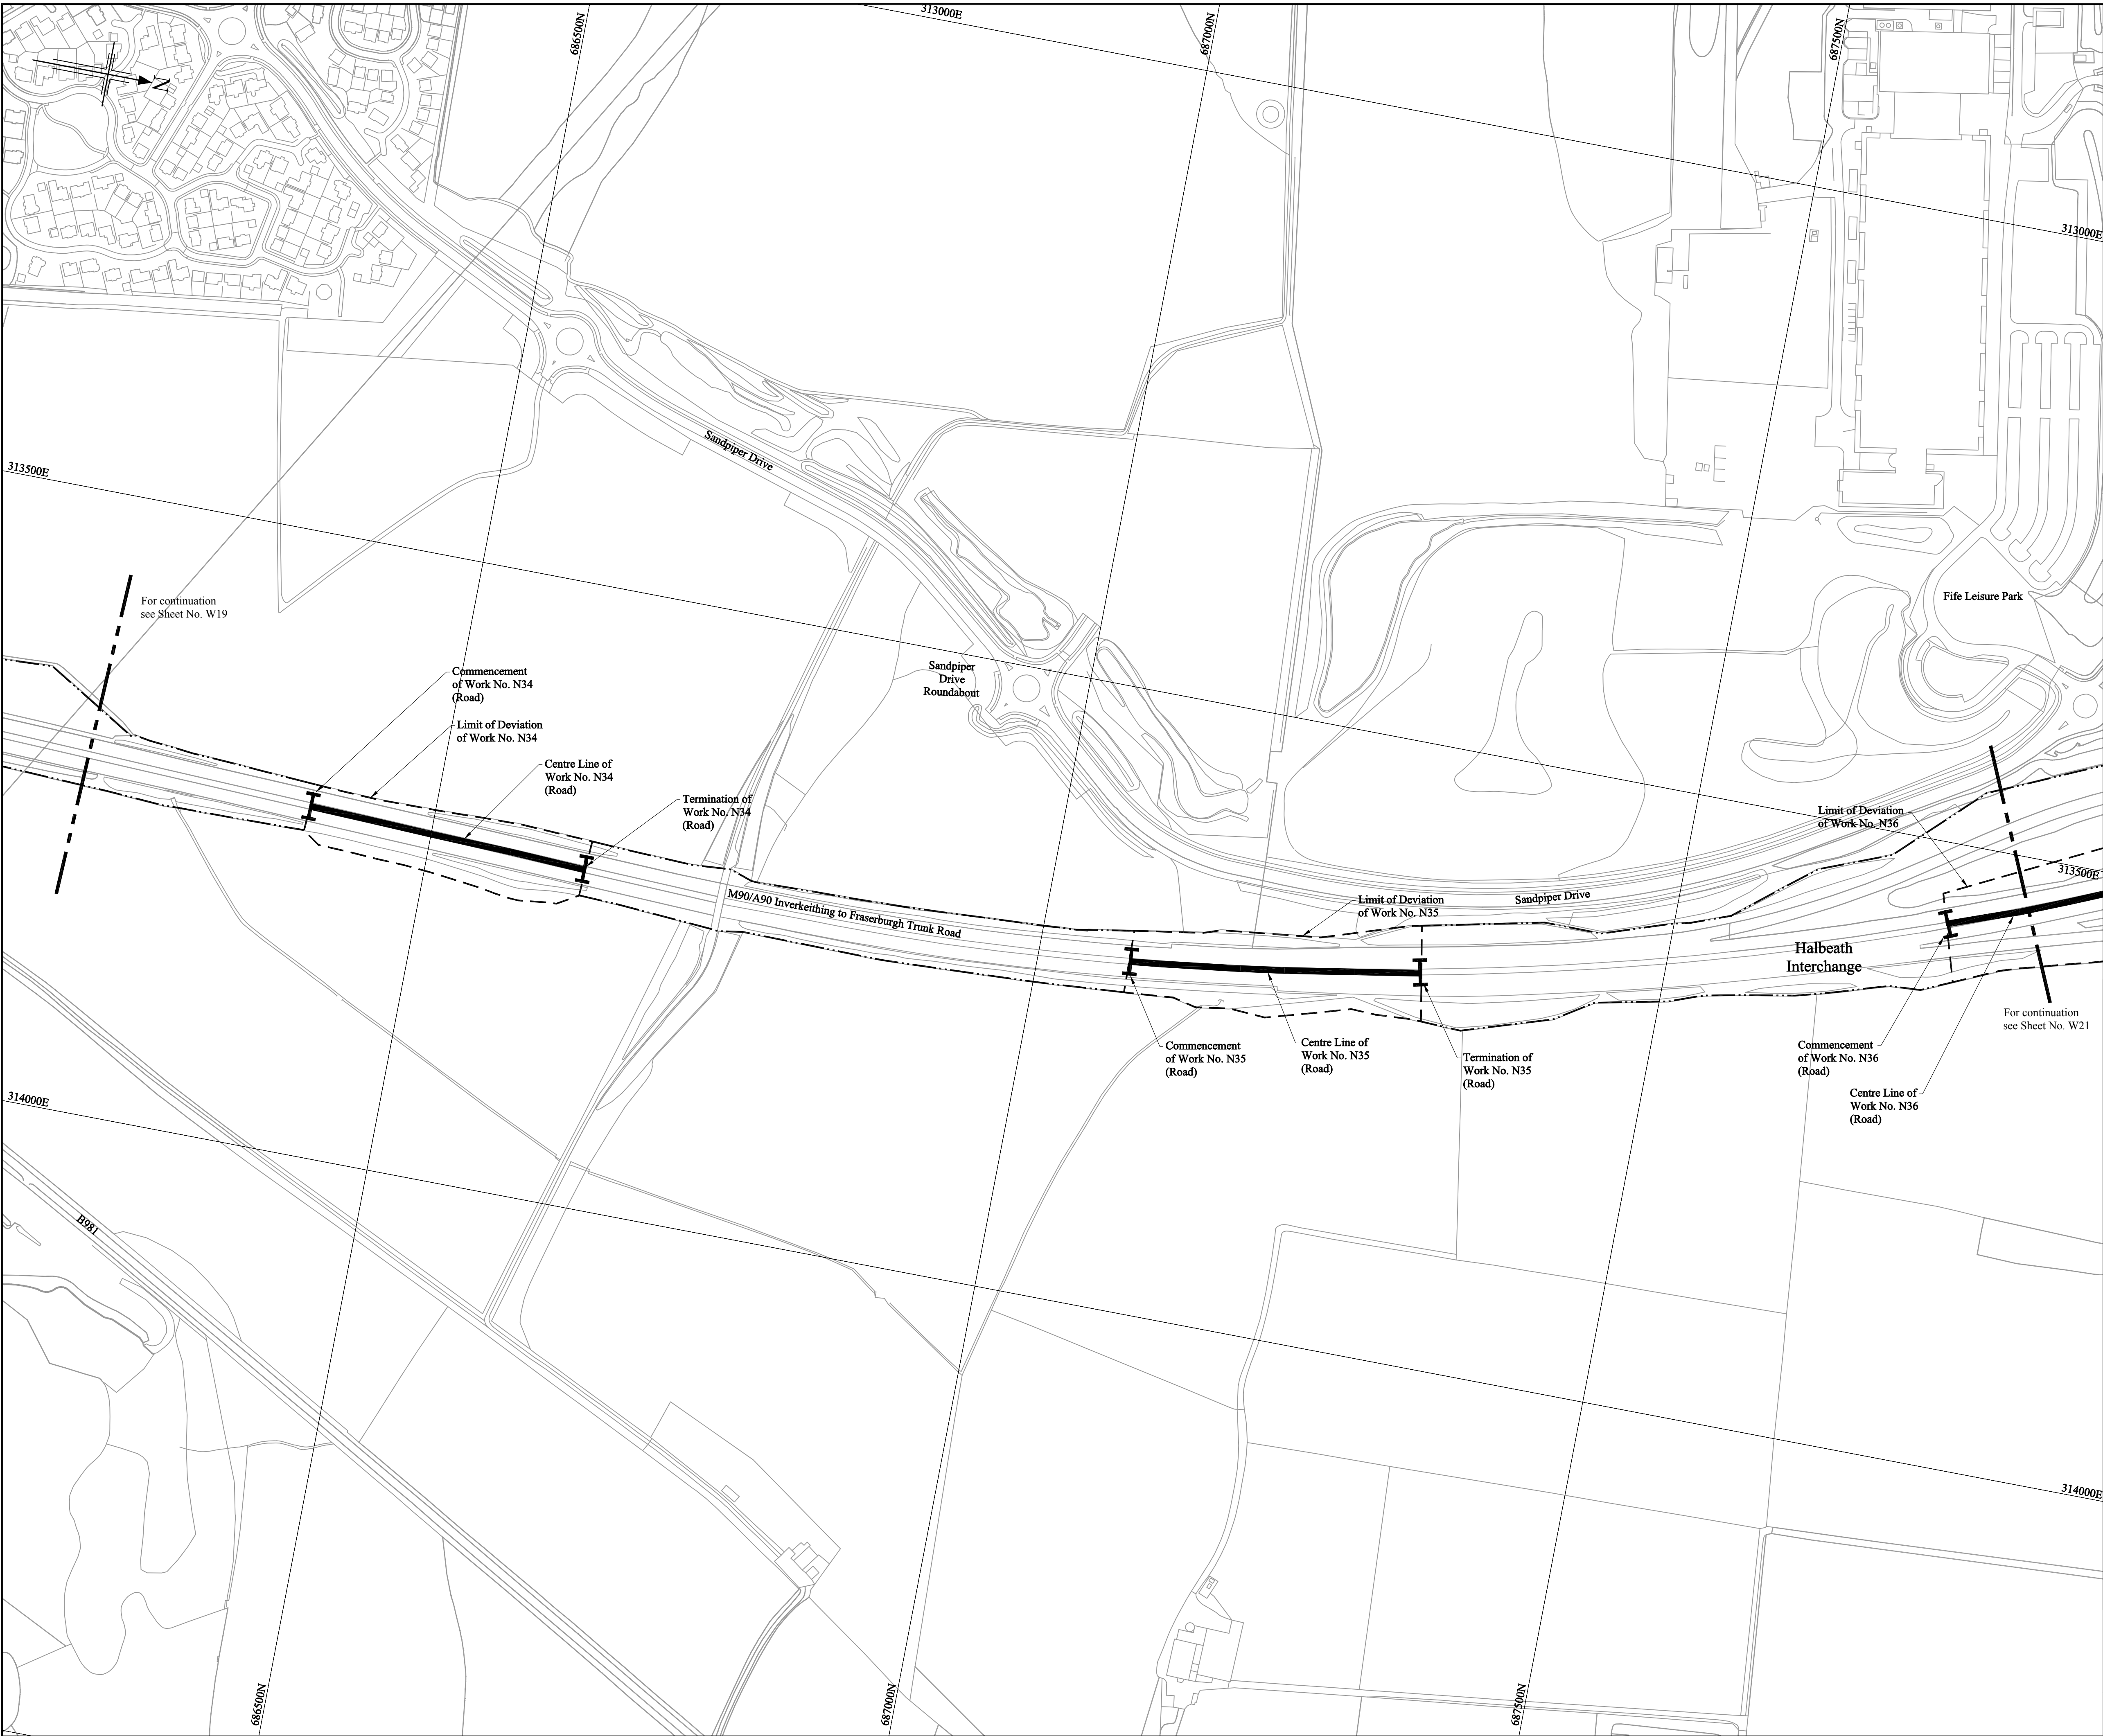 313000E
686500N
687000N
687500N
N
313000E
Sandpiper Drive
313500E
For continuation
see Sheet No. W19
Fife Leisure Park
Commencement
of Work No. N34
(Road)
Sandpiper
Drive
Roundabout
Limit of Deviation
of Work No. N34
Centre Line of
Work No. N34
(Road)
Termination of
Work No. N34
(Road)
Limit of Deviation
of Work No. N36
313500E
M90/A90 Inverkeithing to Fraserburgh Trunk Road
Limit of Deviation
of Work No. N35
Sandpiper Drive
Halbeath
Interchange
For continuation
see Sheet No. W21
Commencement
of Work No. N35
(Road)
Centre Line of
Work No. N35
(Road)
Termination of
Work No. N35
(Road)
Commencement
of Work No. N36
(Road)
Centre Line of
Work No. N36
(Road)
314000E
B981
314000E
686500N
687000N
687500N